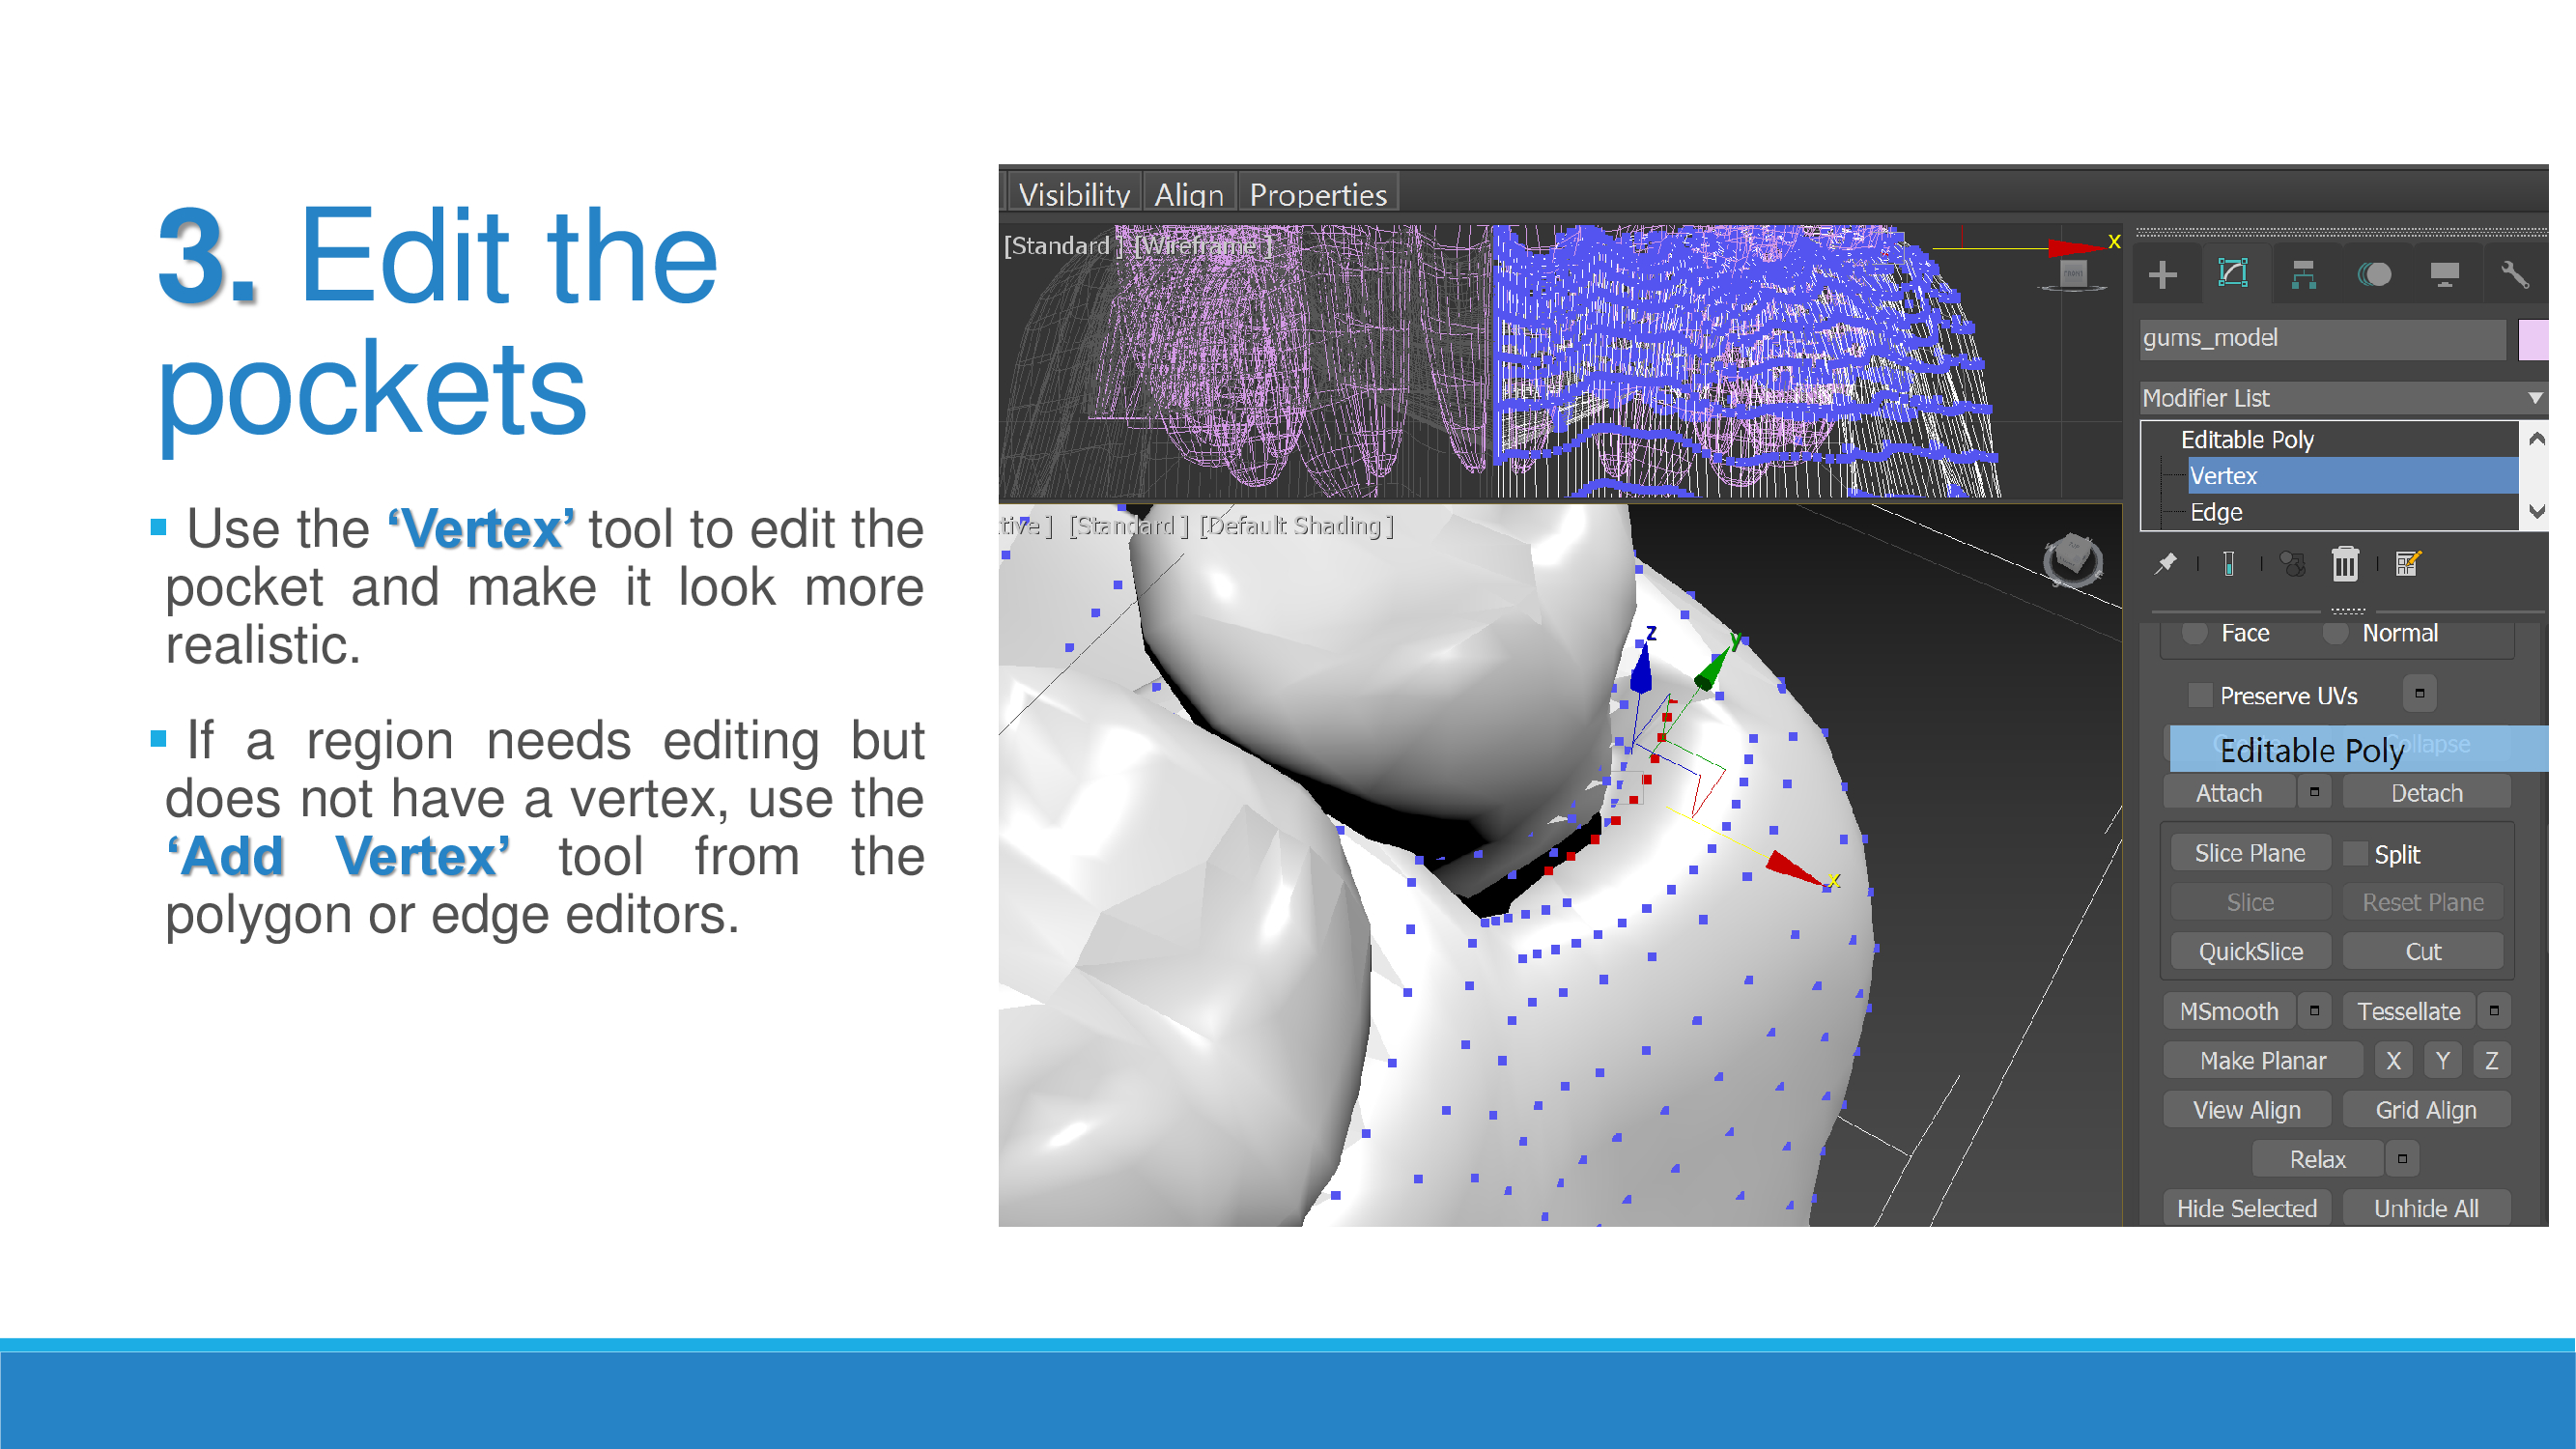 3. Edit the
pockets
Use the ‘Vertex’ tool to edit the
pocket and make it look more
realistic.
If a region needs editing but
does not have a vertex, use the
‘Add Vertex’ tool from the
polygon or edge editors.
Visibility Align Properties
[Standard ] [Wireframe ]
x
FRONT
gums_model
Modifier List
Editable Poly
Vertex
Edge
tive ] [Standard ] [Default Shading ]
z
y
x
Face Normal
Preserve UVs
Editable Poly Collapse
Attach Detach
Slice Plane Split
Slice Reset Plane
QuickSlice Cut
MSmooth Tessellate
Make Planar X Y Z
View Align Grid Align
Relax
Hide Selected Unhide All